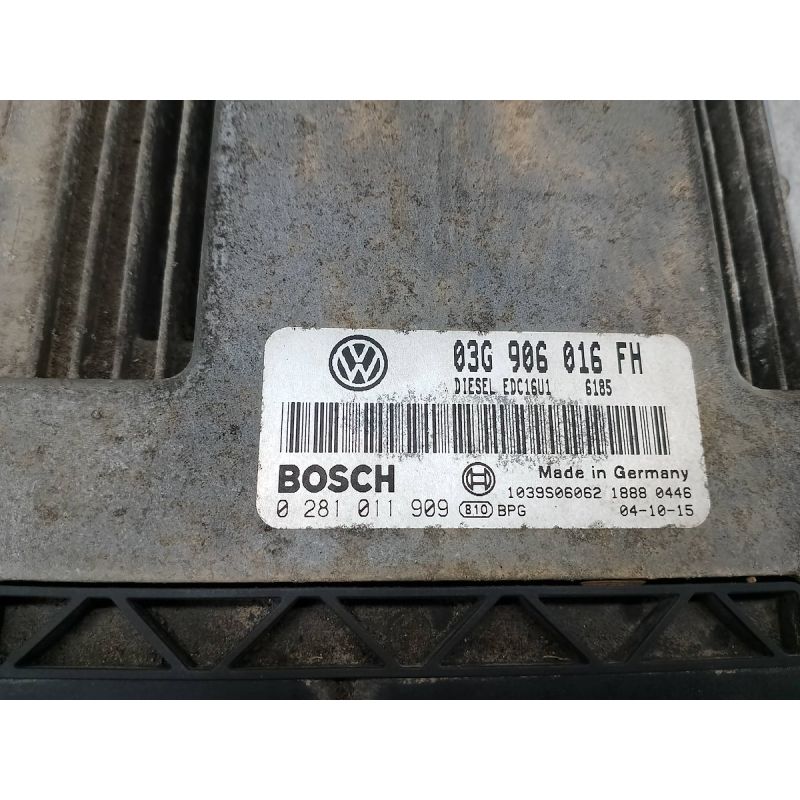 03G 906 016 FH
DIESEL EDC16U1 6185
BOSCH
Made in Germany
1039S06062 1888 0446
0 281 011 909 B10 BPG 04-10-15